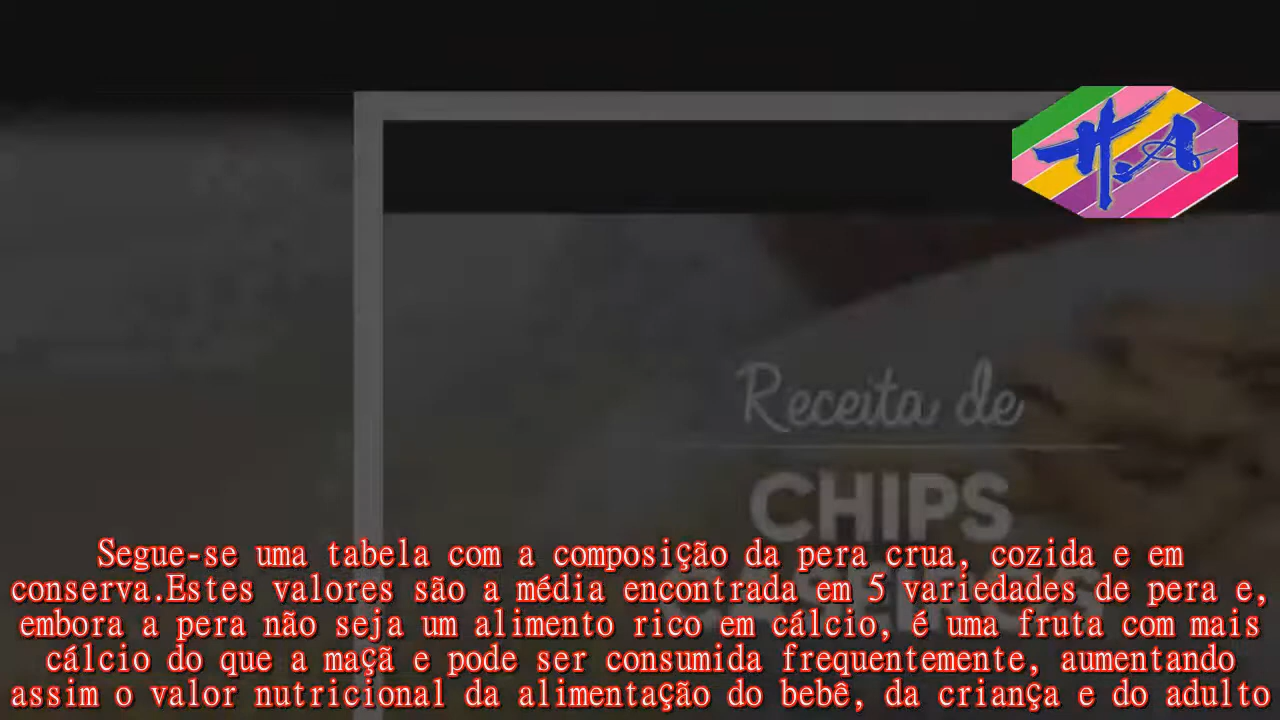 H.A
Receita de
CHIPS
CASEIROS
Segue-se uma tabela com a composição da pera crua, cozida e em
conserva.Estes valores são a média encontrada em 5 variedades de pera e,
embora a pera não seja um alimento rico em cálcio, é uma fruta com mais
cálcio do que a maçã e pode ser consumida frequentemente, aumentando
assim o valor nutricional da alimentação do bebê, da criança e do adulto